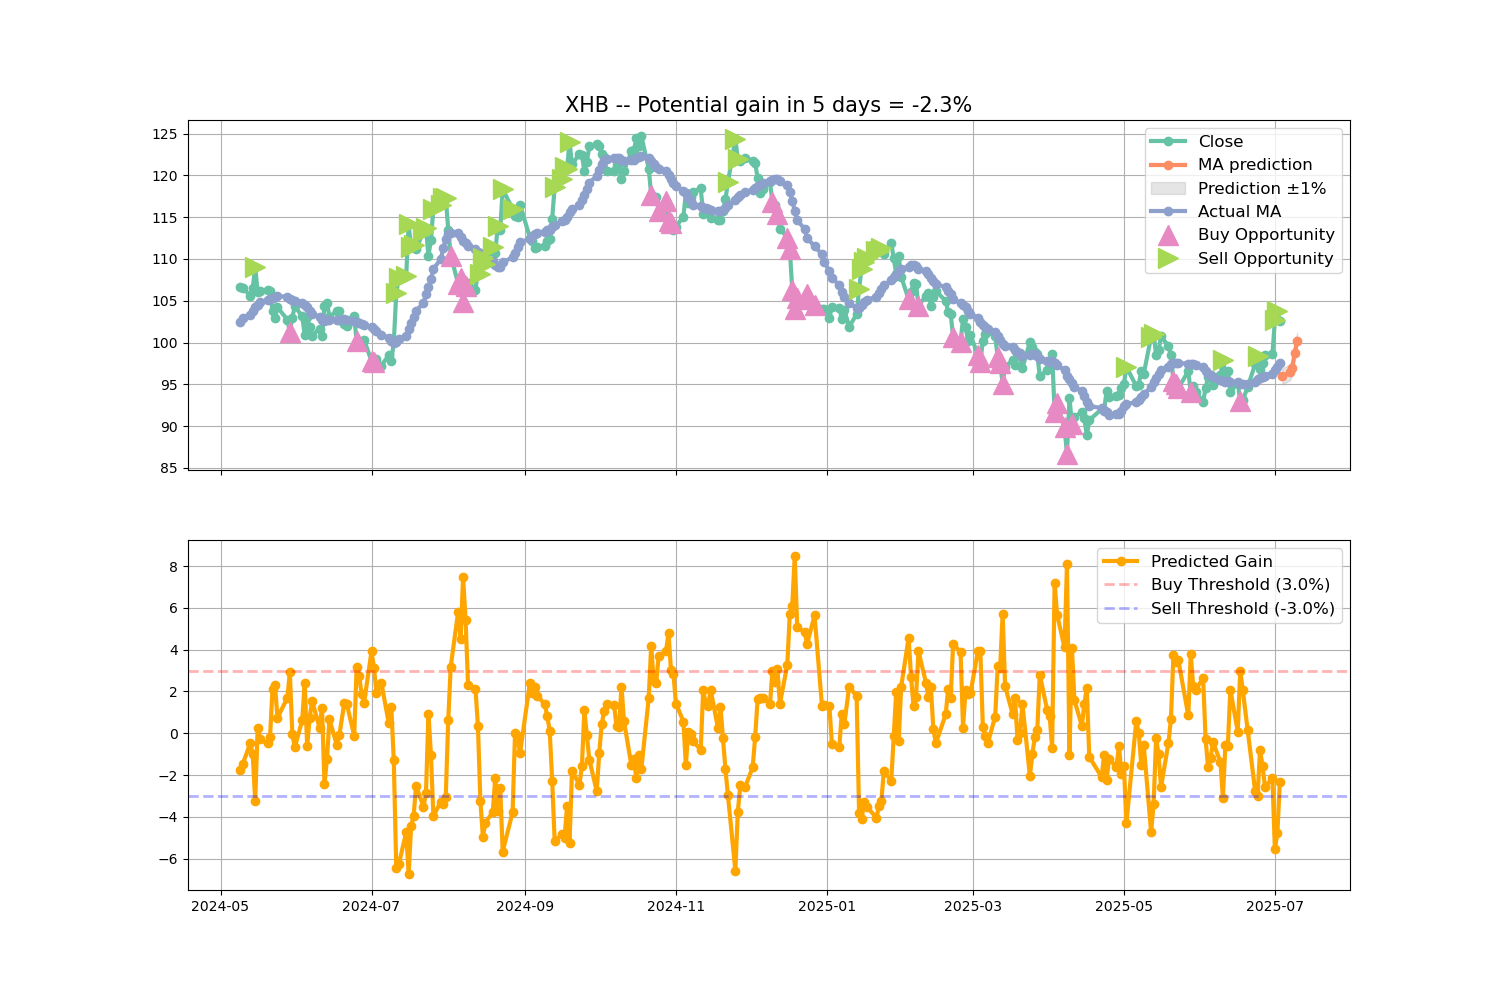 XHB -- Potential gain in 5 days = -2.3%
125
120
115
110
105
100
95
90
85
Close
MA prediction
Prediction ±1%
Actual MA
Buy Opportunity
Sell Opportunity
8
6
4
2
0
−2
−4
−6
Predicted Gain
Buy Threshold (3.0%)
Sell Threshold (-3.0%)
2024-05 2024-07 2024-09 2024-11 2025-01 2025-03 2025-05 2025-07